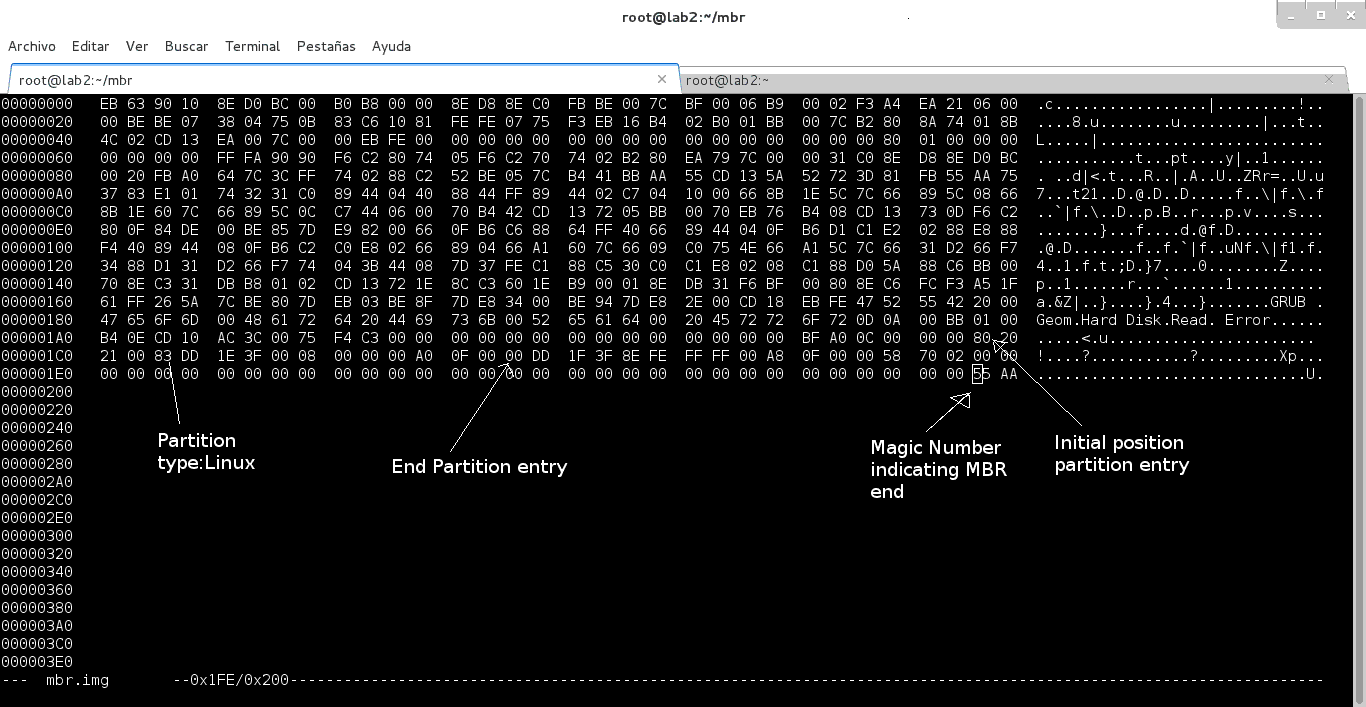 root@lab2:~/mbr
Archivo Editar Ver Buscar Terminal Pestañas Ayuda
root@lab2:~/mbr root@lab2:~
00000000 EB 63 90 10 8E D0 BC 00 B0 B8 00 00 8E D8 8E C0 FB BE 00 7C BF 00 06 B9 00 02 F3 A4 EA 21 06 00 .c.................|.........!..
00000020 00 BE BE 07 38 04 75 0B 83 C6 10 81 FE FE 07 75 F3 EB 16 B4 02 B0 01 BB 00 7C B2 80 8A 74 01 8B ....8.u........u.........|...t..
00000040 4C 02 CD 13 EA 00 7C 00 00 EB FE 00 00 00 00 00 00 00 00 00 00 00 00 00 00 00 00 80 01 00 00 00 L.....|.........................
00000060 00 00 00 00 FF FA 90 90 F6 C2 80 74 05 F6 C2 70 74 02 B2 80 EA 79 7C 00 00 31 C0 8E D8 8E D0 BC ...........t...pt....y|..1......
00000080 00 20 FB A0 64 7C 3C FF 74 02 88 C2 52 BE 05 7C B4 41 BB AA 55 CD 13 5A 52 72 3D 81 FB 55 AA 75 . ..d|<.t...R..|.A..U..ZRr=..U.u
000000A0 37 83 E1 01 74 32 31 C0 89 44 04 40 88 44 FF 89 44 02 C7 04 10 00 66 8B 1E 5C 7C 66 89 5C 08 66 7...t21..D.@.D..D.....f..\|f.\.f
000000C0 8B 1E 60 7C 66 89 5C 0C C7 44 06 00 70 B4 42 CD 13 72 05 BB 00 70 EB 76 B4 08 CD 13 73 0D F6 C2 ..`|f.\..D..p.B..r...p.v....s...
000000E0 80 0F 84 DE 00 BE 85 7D E9 82 00 66 0F B6 C6 88 64 FF 40 66 89 44 04 0F B6 D1 C1 E2 02 88 E8 88 .......}...f....d.@f.D..........
00000100 F4 40 89 44 08 0F B6 C2 C0 E8 02 66 89 04 66 A1 60 7C 66 09 C0 75 4E 66 A1 5C 7C 66 31 D2 66 F7 .@.D.......f..f.`|f..uNf.\|f1.f.
00000120 34 88 D1 31 D2 66 F7 74 04 3B 44 08 7D 37 FE C1 88 C5 30 C0 C1 E8 02 08 C1 88 D0 5A 88 C6 BB 00 4..1.f.t.;D.}7....0........Z....
00000140 70 8E C3 31 DB B8 01 02 CD 13 72 1E 8C C3 60 1E B9 00 01 8E DB 31 F6 BF 00 80 8E C6 FC F3 A5 1F p..1......r...`......1..........
00000160 61 FF 26 5A 7C BE 80 7D EB 03 BE 8F 7D E8 34 00 BE 94 7D E8 2E 00 CD 18 EB FE 47 52 55 42 20 00 a.&Z|..}....}.4...}.......GRUB .
00000180 47 65 6F 6D 00 48 61 72 64 20 44 69 73 6B 00 52 65 61 64 00 20 45 72 72 6F 72 0D 0A 00 BB 01 00 Geom.Hard Disk.Read. Error......
000001A0 B4 0E CD 10 AC 3C 00 75 F4 C3 00 00 00 00 00 00 00 00 00 00 00 00 00 00 BF A0 0C 00 00 00 80 20 .....<.u.......................
000001C0 21 00 83 DD 1E 3F 00 08 00 00 00 A0 0F 00 00 00 DD 1F 3F 8E FE FF FF 00 A8 0F 00 00 58 70 02 00 00 !....?............?.........Xp...
000001E0 00 00 00 00 00 00 00 00 00 00 00 00 00 00 00 00 00 00 00 00 00 00 00 00 00 00 00 00 00 00 55 AA ..............................U.
00000200
00000220
00000240
00000260
00000280
000002A0
000002C0
000002E0
00000300
00000320
00000340
00000360
00000380
000003A0
000003C0
000003E0
Partition
type:Linux
End Partition entry
Magic Number
indicating MBR
end
Initial position
partition entry
--- mbr.img --0x1FE/0x200---